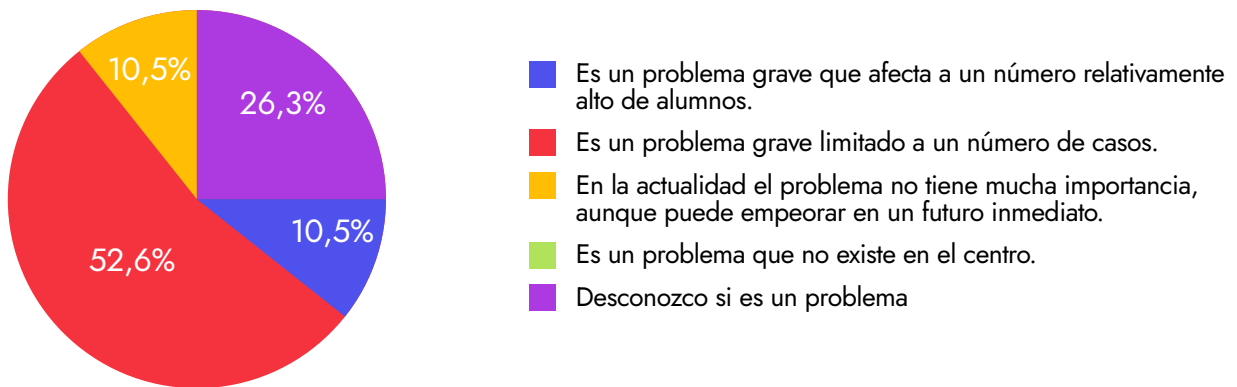 10,5%
26,3%
10,5%
52,6%
Es un problema grave que afecta a un número relativamente
alto de alumnos.
Es un problema grave limitado a un número de casos.
En la actualidad el problema no tiene mucha importancia,
aunque puede empeorar en un futuro inmediato.
Es un problema que no existe en el centro.
Desconozco si es un problema